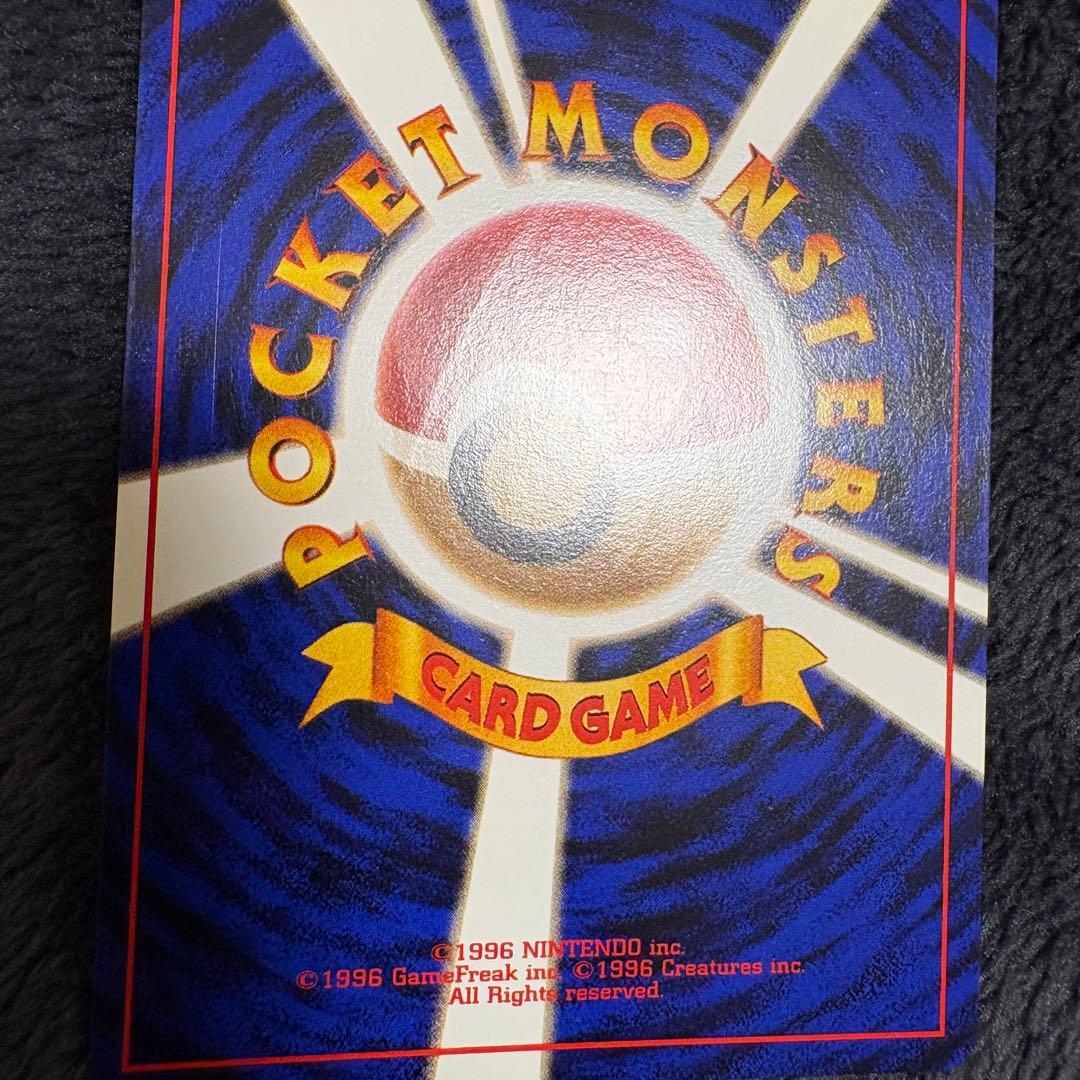 POCKET MONSTERS
CARD GAME
©1996 NINTENDO inc.
©1996 GameFreak inc. ©1996 Creatures inc.
All Rights reserved.